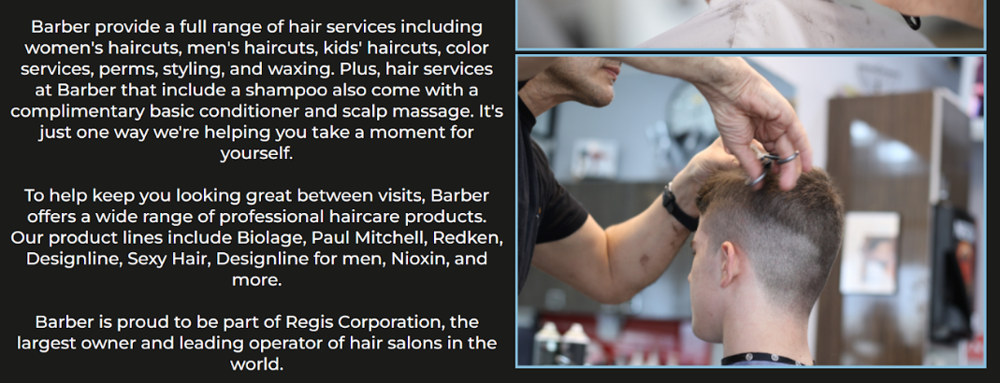 Barber provide a full range of hair services including
women's haircuts, men's haircuts, kids' haircuts, color
services, perms, styling, and waxing. Plus, hair services
at Barber that include a shampoo also come with a
complimentary basic conditioner and scalp massage. It's
just one way we're helping you take a moment for
yourself.
To help keep you looking great between visits, Barber
offers a wide range of professional haircare products.
Our product lines include Biolage, Paul Mitchell, Redken,
Designline, Sexy Hair, Designline for men, Nioxin, and
more.
Barber is proud to be part of Regis Corporation, the
largest owner and leading operator of hair salons in the
world.